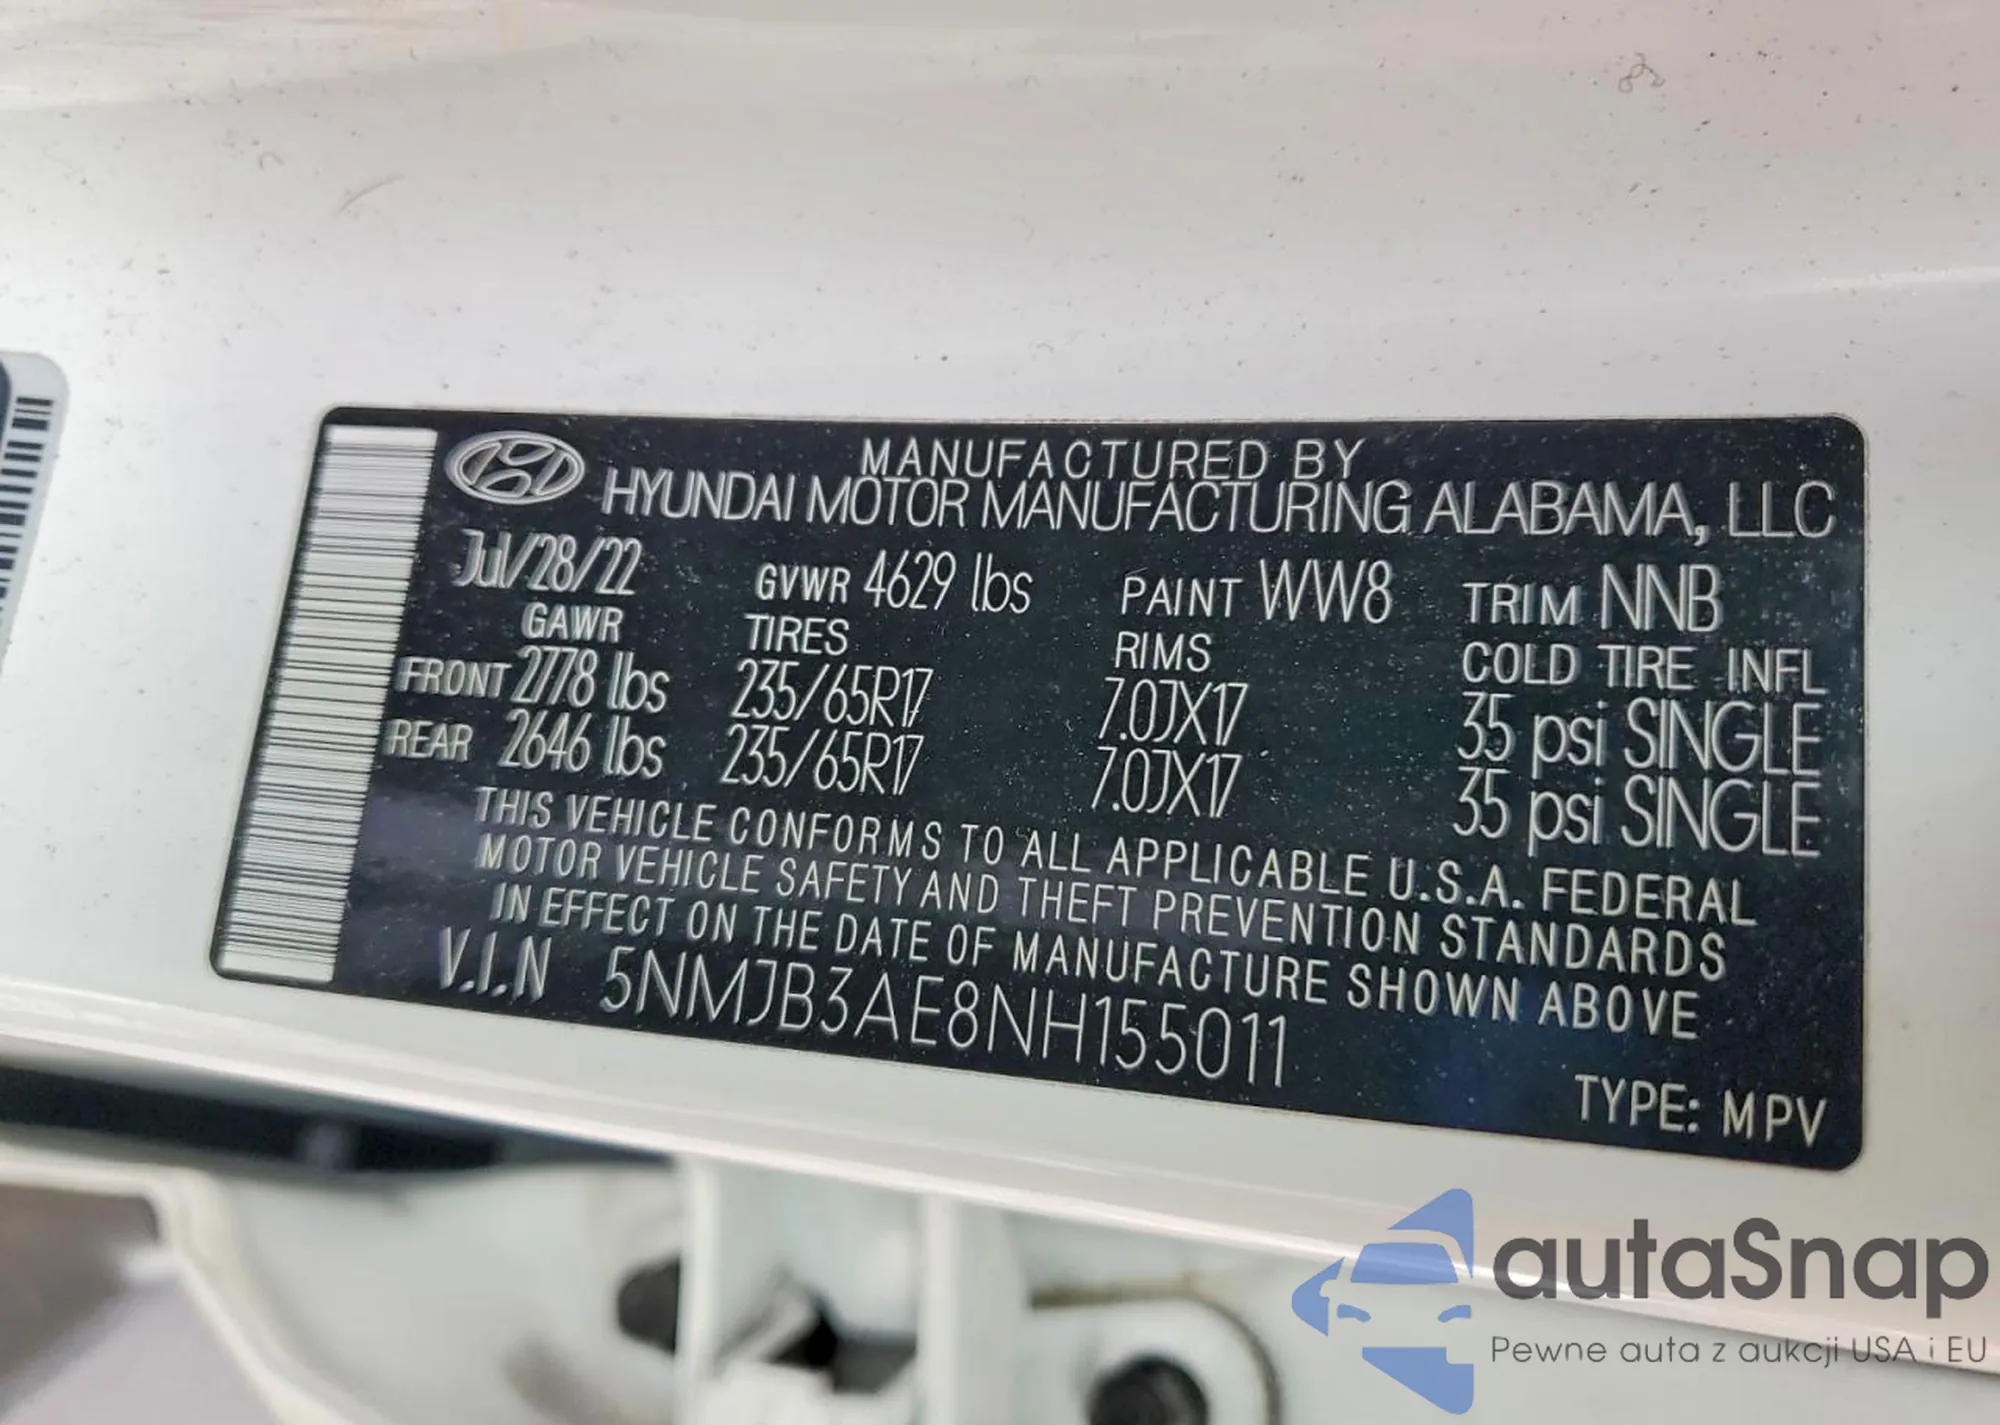 MANUFACTURED BY
HYUNDAI MOTOR MANUFACTURING ALABAMA, LLC
Jul/28/22 GVWR 4629 lbs PAINT WW8 TRIM NNB
GAWR TIRES RIMS COLD TIRE INFL
FRONT 2778 lbs 235/65R17 7.0JX17 35 psi SINGLE
REAR 2646 lbs 235/65R17 7.0JX17 35 psi SINGLE
THIS VEHICLE CONFORMS TO ALL APPLICABLE U.S.A. FEDERAL
MOTOR VEHICLE SAFETY AND THEFT PREVENTION STANDARDS
IN EFFECT ON THE DATE OF MANUFACTURE SHOWN ABOVE
V.I.N 5NMJB3AE8NH155011
TYPE: MPV
autaSnap
Pewne auta z aukcji USA i EU